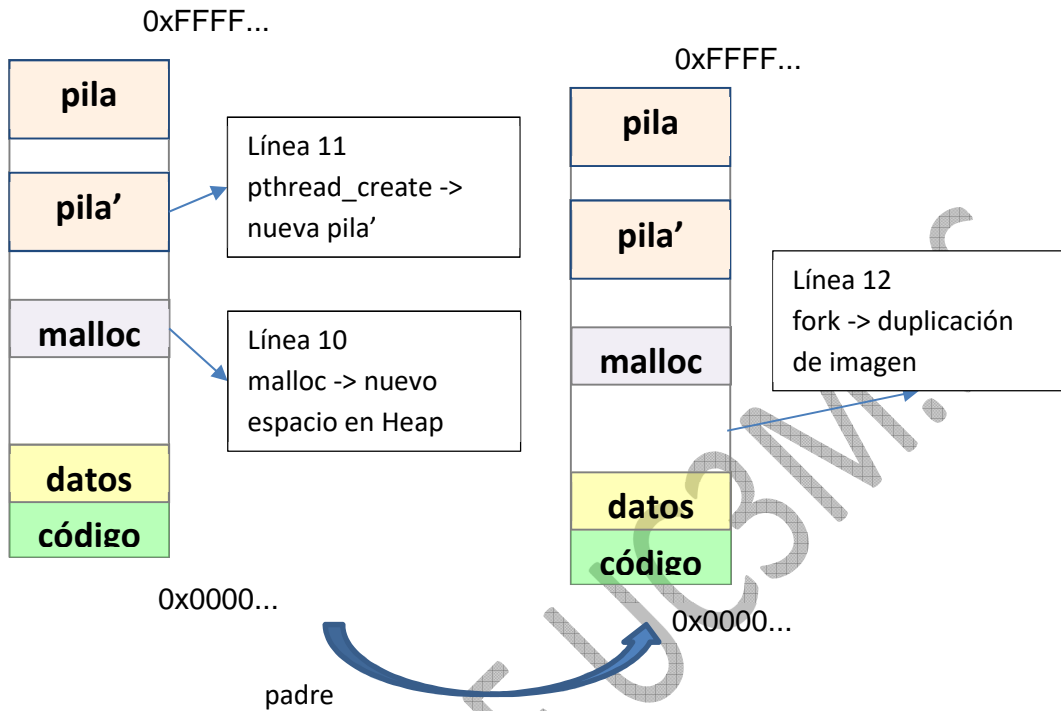 0xFFFF...
pila
pila’
malloc
datos
código
0x0000...
Línea 11
pthread_create ->
nueva pila’
Línea 10
malloc -> nuevo
espacio en Heap
0xFFFF...
pila
pila’
malloc
datos
código
0x0000...
Línea 12
fork -> duplicación
de imagen
padre
UC3M